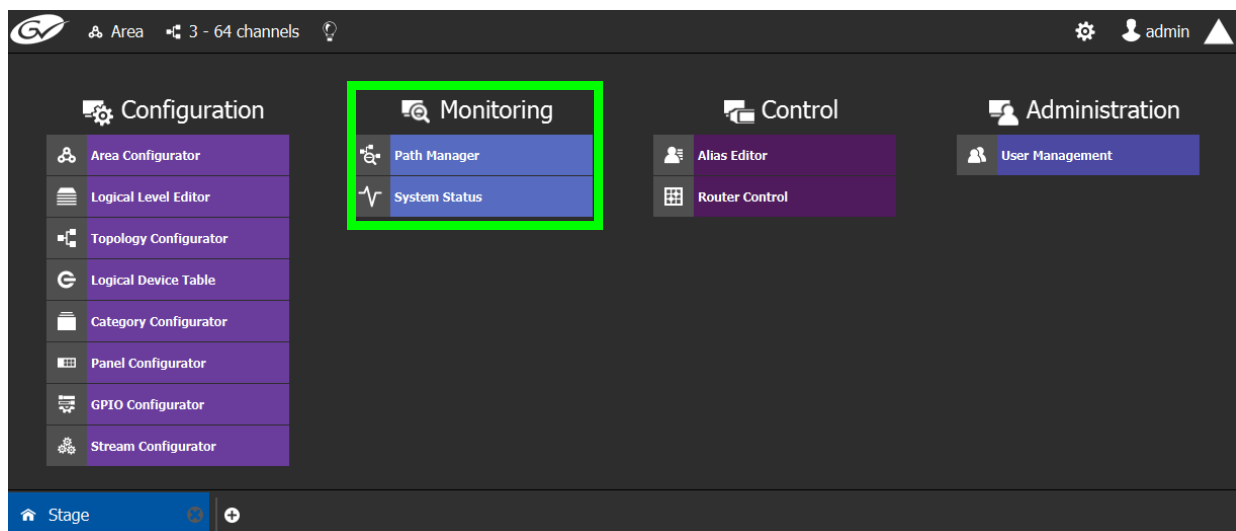 GV Area 3 - 64 channels admin
Configuration
Area Configurator
Logical Level Editor
Topology Configurator
Logical Device Table
Category Configurator
Panel Configurator
GPIO Configurator
Stream Configurator
Monitoring
Path Manager
System Status
Control
Alias Editor
Router Control
Administration
User Management
Stage